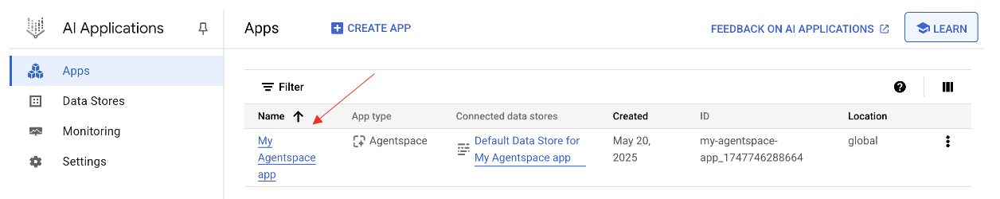 AI Applications
Apps
CREATE APP
FEEDBACK ON AI APPLICATIONS
LEARN
Apps
Data Stores
Monitoring
Settings
Filter
Name
App type
Connected data stores
Created
ID
Location
My
Agentspace
app
Agentspace
Default Data Store for
My Agentspace app
May 20,
2025
my-agentspace-
app_1747746288664
global